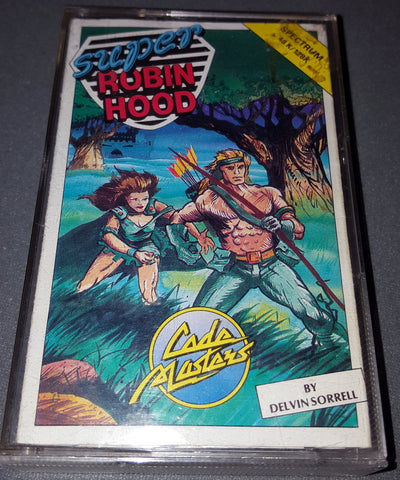 super
ROBIN
HOOD
SPECTRUM
48K/128K
Code
Masters
BY
DELVIN SORRELL